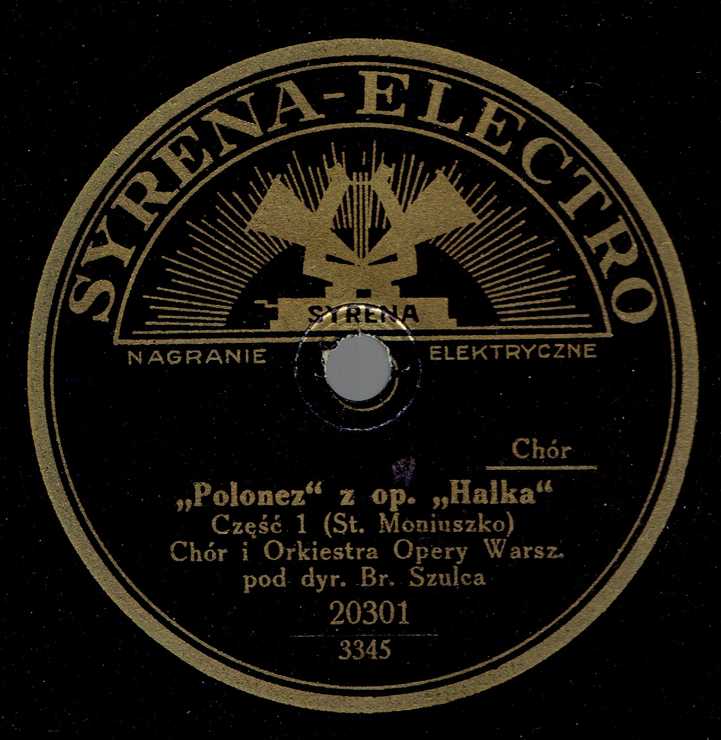 SYRENA-ELECTRO
SYRENA
NAGRANIE ELEKTRYCZNE
Chór
„Polonez“ z op. „Halka“
Część 1 (St. Moniuszko)
Chór i Orkiestra Opery Warsz.
pod dyr. Br. Szulca
20301
3345